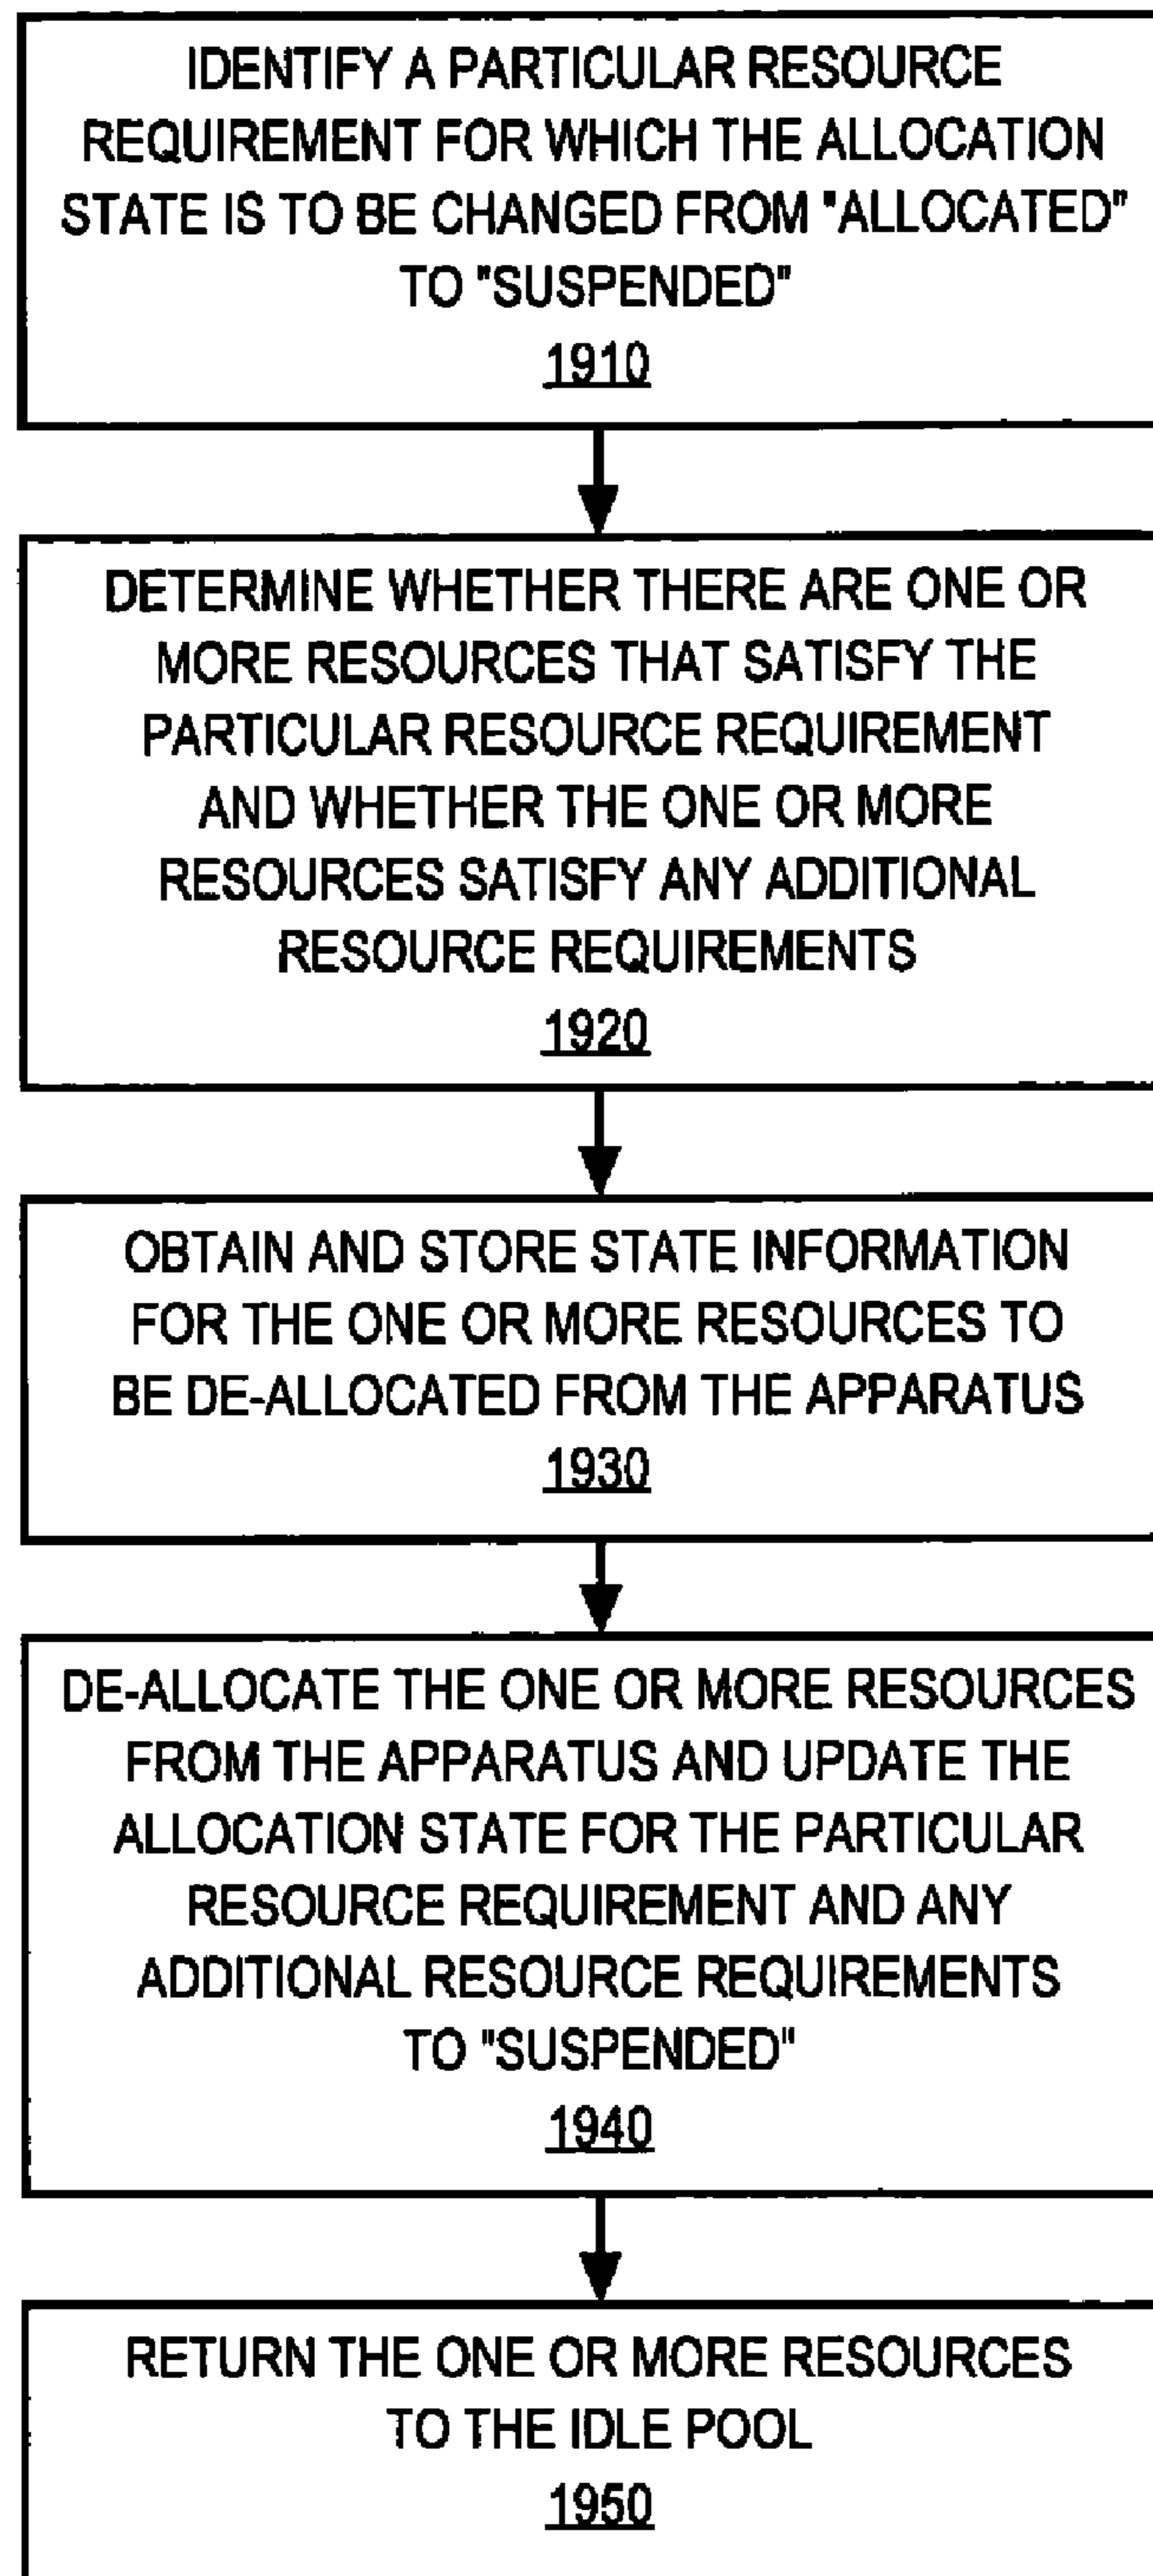 IDENTIFY A PARTICULAR RESOURCE
REQUIREMENT FOR WHICH THE ALLOCATION
STATE IS TO BE CHANGED FROM "ALLOCATED"
TO "SUSPENDED"
1910
DETERMINE WHETHER THERE ARE ONE OR
MORE RESOURCES THAT SATISFY THE
PARTICULAR RESOURCE REQUIREMENT
AND WHETHER THE ONE OR MORE
RESOURCES SATISFY ANY ADDITIONAL
RESOURCE REQUIREMENTS
1920
OBTAIN AND STORE STATE INFORMATION
FOR THE ONE OR MORE RESOURCES TO
BE DE-ALLOCATED FROM THE APPARATUS
1930
DE-ALLOCATE THE ONE OR MORE RESOURCES
FROM THE APPARATUS AND UPDATE THE
ALLOCATION STATE FOR THE PARTICULAR
RESOURCE REQUIREMENT AND ANY
ADDITIONAL RESOURCE REQUIREMENTS
TO "SUSPENDED"
1940
RETURN THE ONE OR MORE RESOURCES
TO THE IDLE POOL
1950